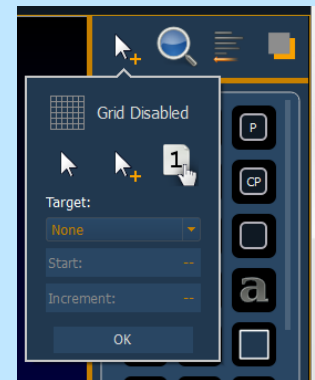 Grid Disabled
P
1
CP
Target:
None
Start: --
a
Increment: --
OK